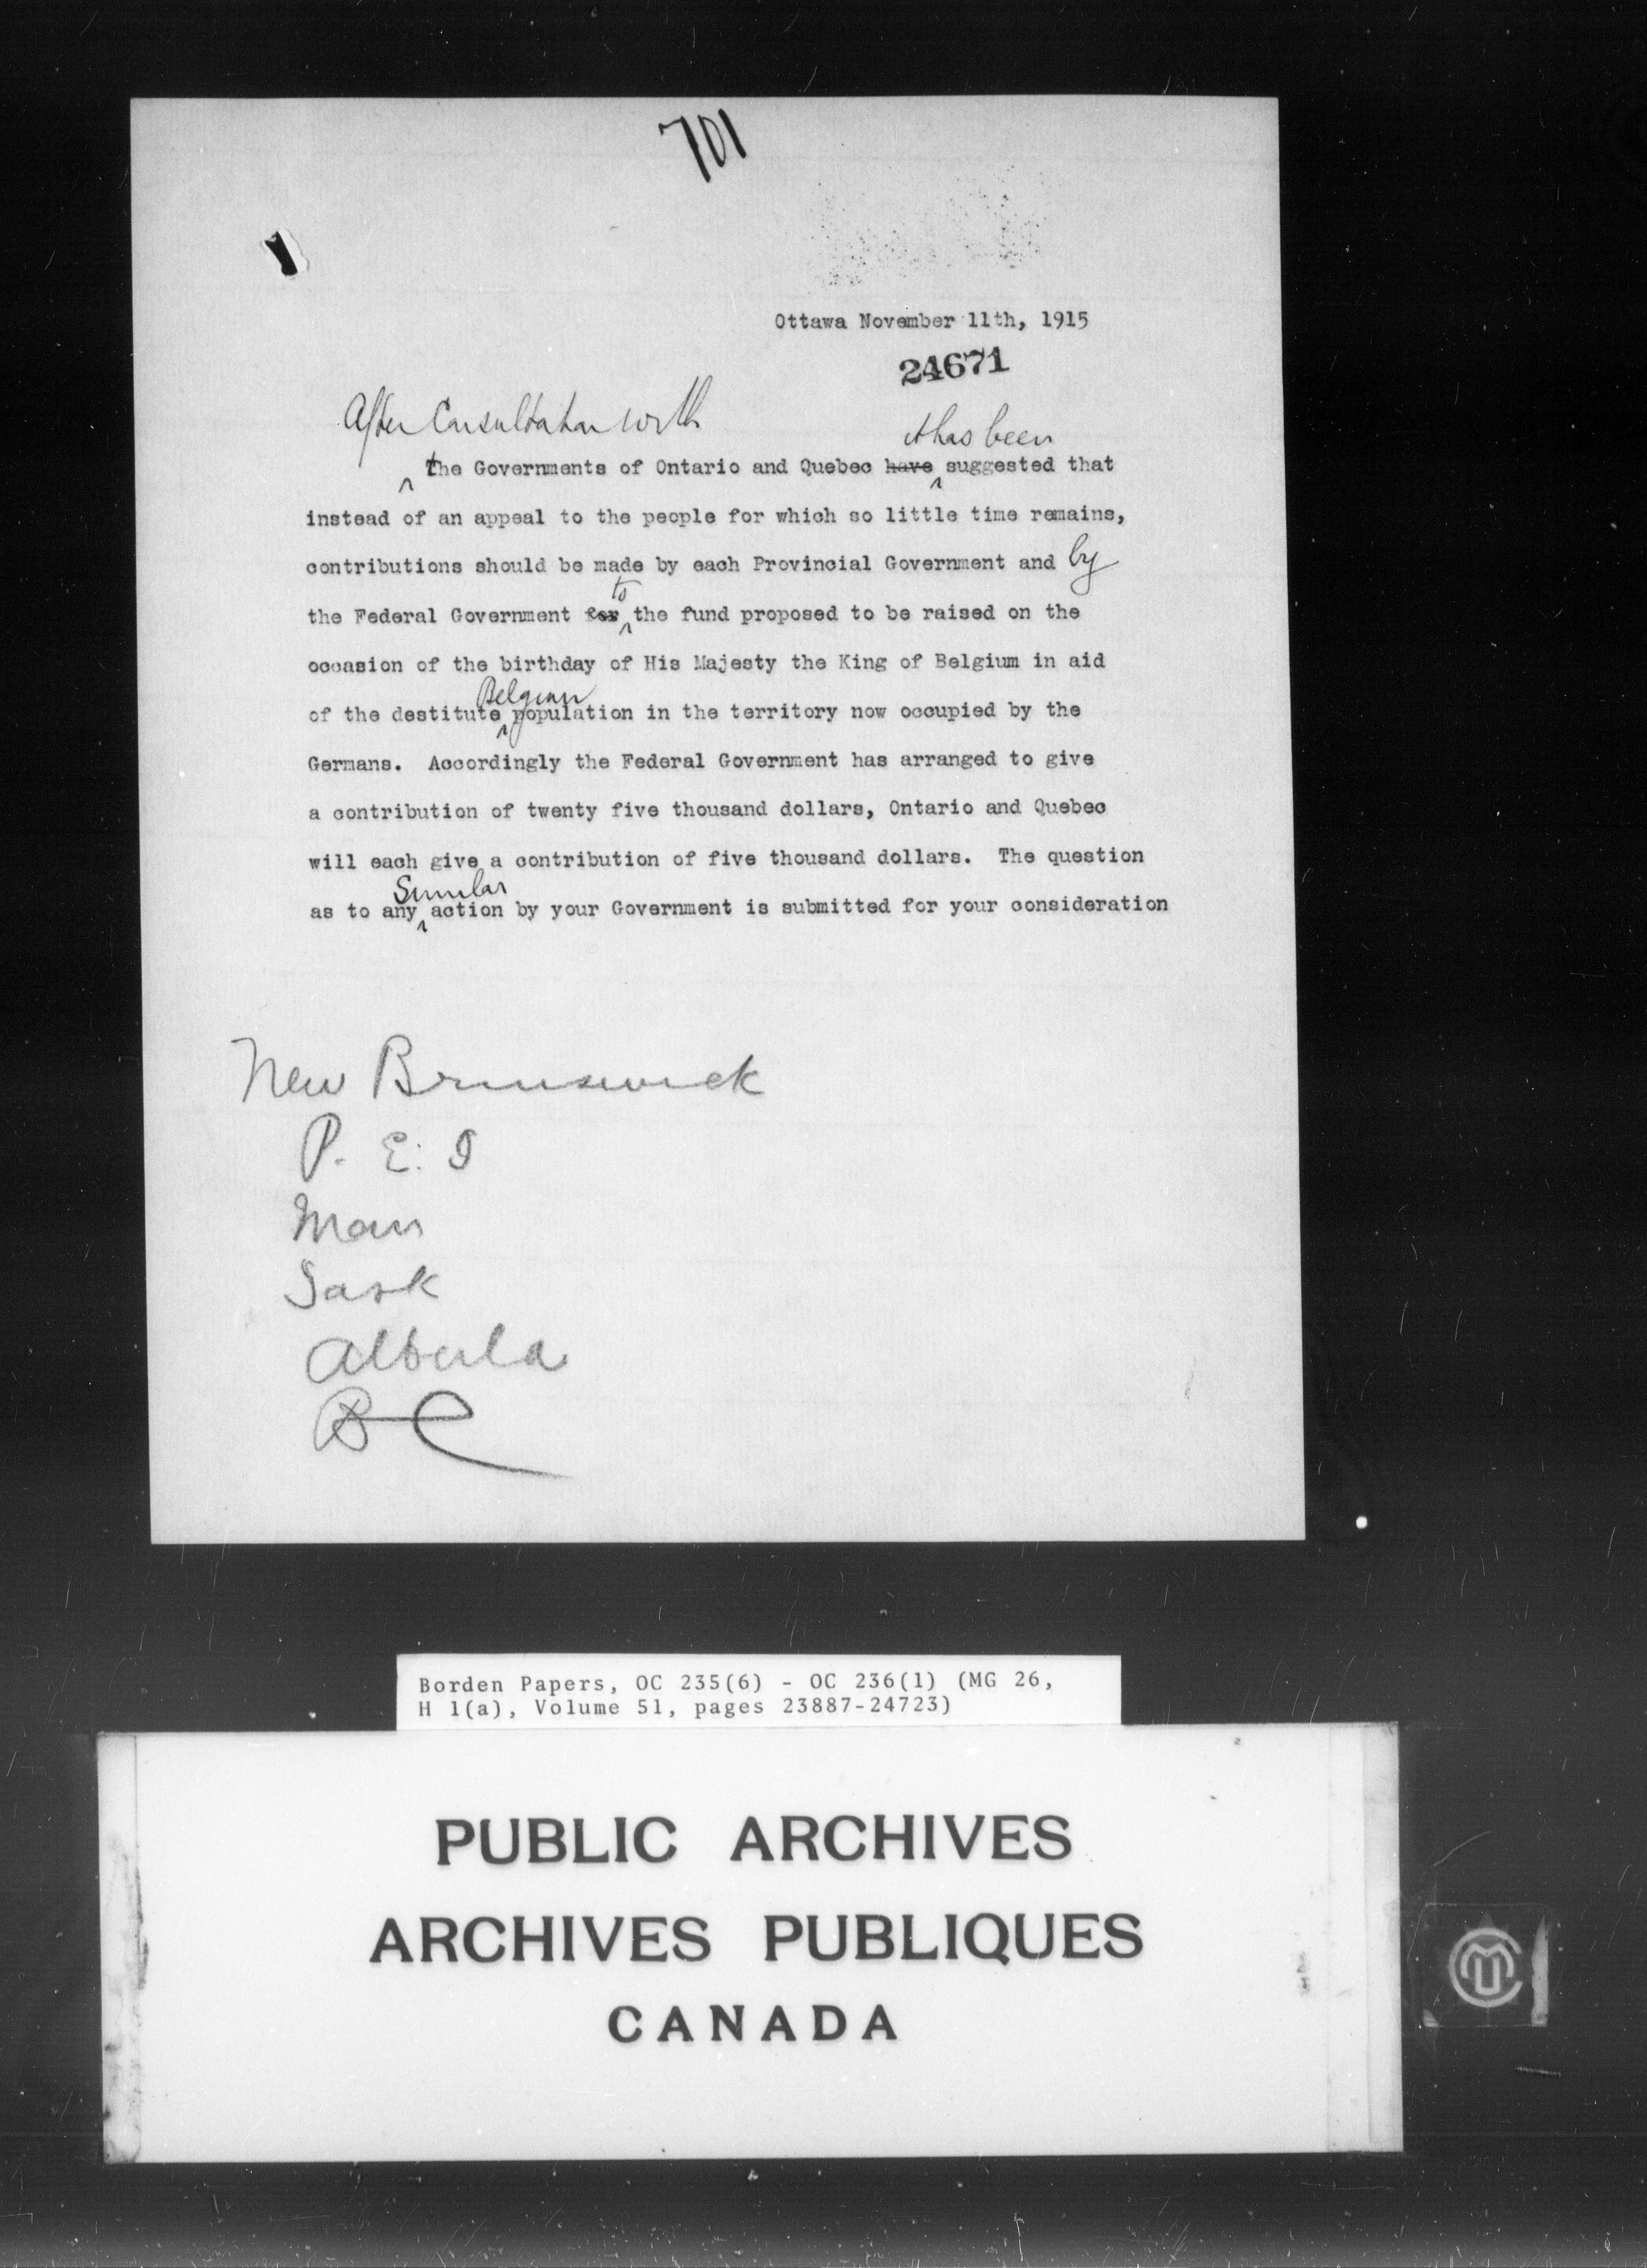 701
Ottawa November 11th, 1915
24671
After Consultation with
it has been
the Governments of Ontario and Quebec have suggested that
instead of an appeal to the people for which so little time remains,
contributions should be made by each Provincial Government and by
to
the Federal Government for the fund proposed to be raised on the
occasion of the birthday of His Majesty the King of Belgium in aid
Belgian
of the destitute population in the territory now occupied by the
Germans. Accordingly the Federal Government has arranged to give
a contribution of twenty five thousand dollars, Ontario and Quebec
will each give a contribution of five thousand dollars. The question
Similar
as to any action by your Government is submitted for your consideration
New Brunswick
P. E. I
Man
Sask
Alberta
B C
Borden Papers, OC 235(6) - OC 236(1) (MG 26,
H 1(a), Volume 51, pages 23887-24723)
PUBLIC ARCHIVES
ARCHIVES PUBLIQUES
CANADA